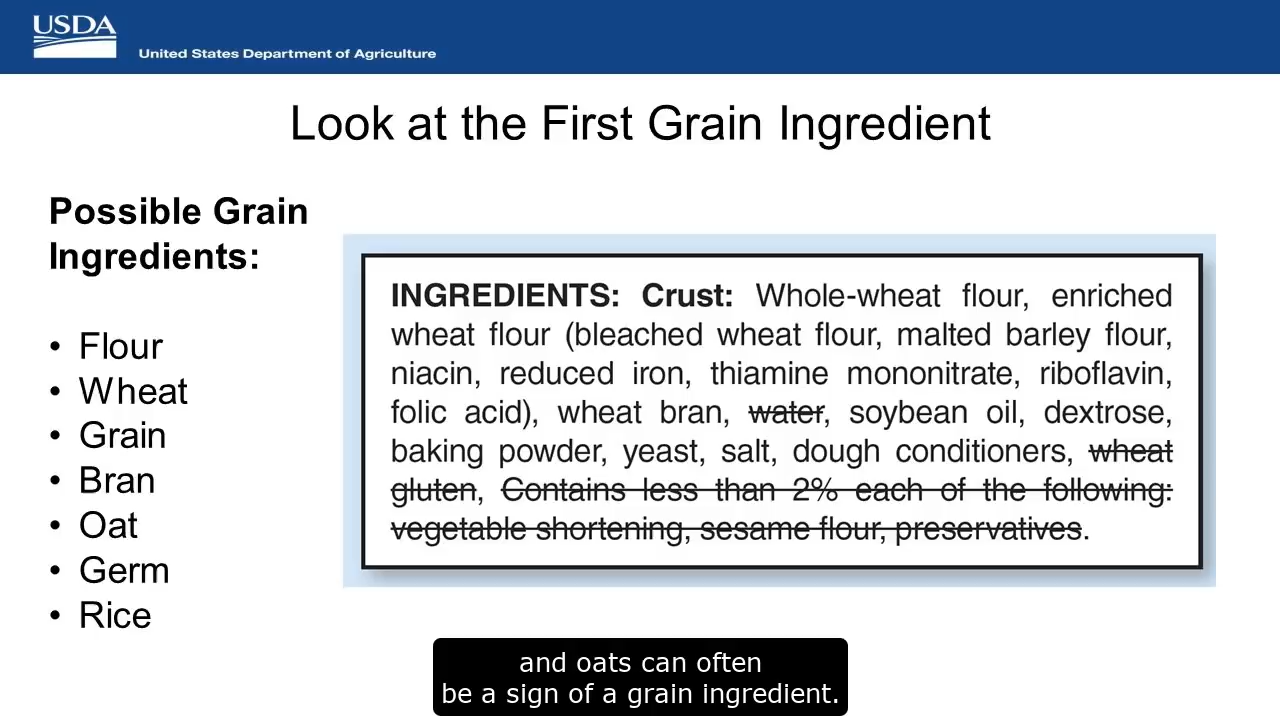 USDA
United States Department of Agriculture
Look at the First Grain Ingredient
Possible Grain
Ingredients:
• Flour
• Wheat
• Grain
• Bran
• Oat
• Germ
• Rice
INGREDIENTS: Crust: Whole-wheat flour, enriched
wheat flour (bleached wheat flour, malted barley flour,
niacin, reduced iron, thiamine mononitrate, riboflavin,
folic acid), wheat bran, water, soybean oil, dextrose,
baking powder, yeast, salt, dough conditioners, wheat
gluten, Contains less than 2% each of the following:
vegetable shortening, sesame flour, preservatives.
and oats can often
be a sign of a grain ingredient.